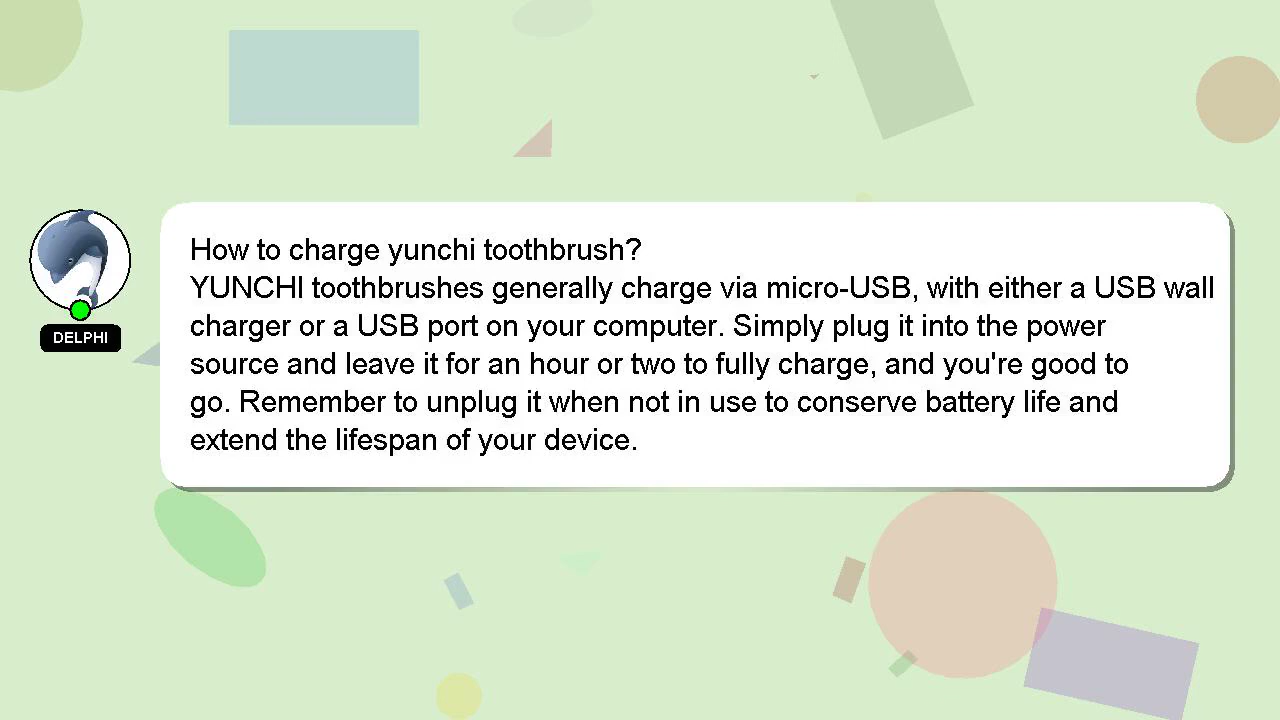 How to charge yunchi toothbrush?
YUNCHI toothbrushes generally charge via micro-USB, with either a USB wall
charger or a USB port on your computer. Simply plug it into the power
source and leave it for an hour or two to fully charge, and you're good to
go. Remember to unplug it when not in use to conserve battery life and
extend the lifespan of your device.
DELPHI